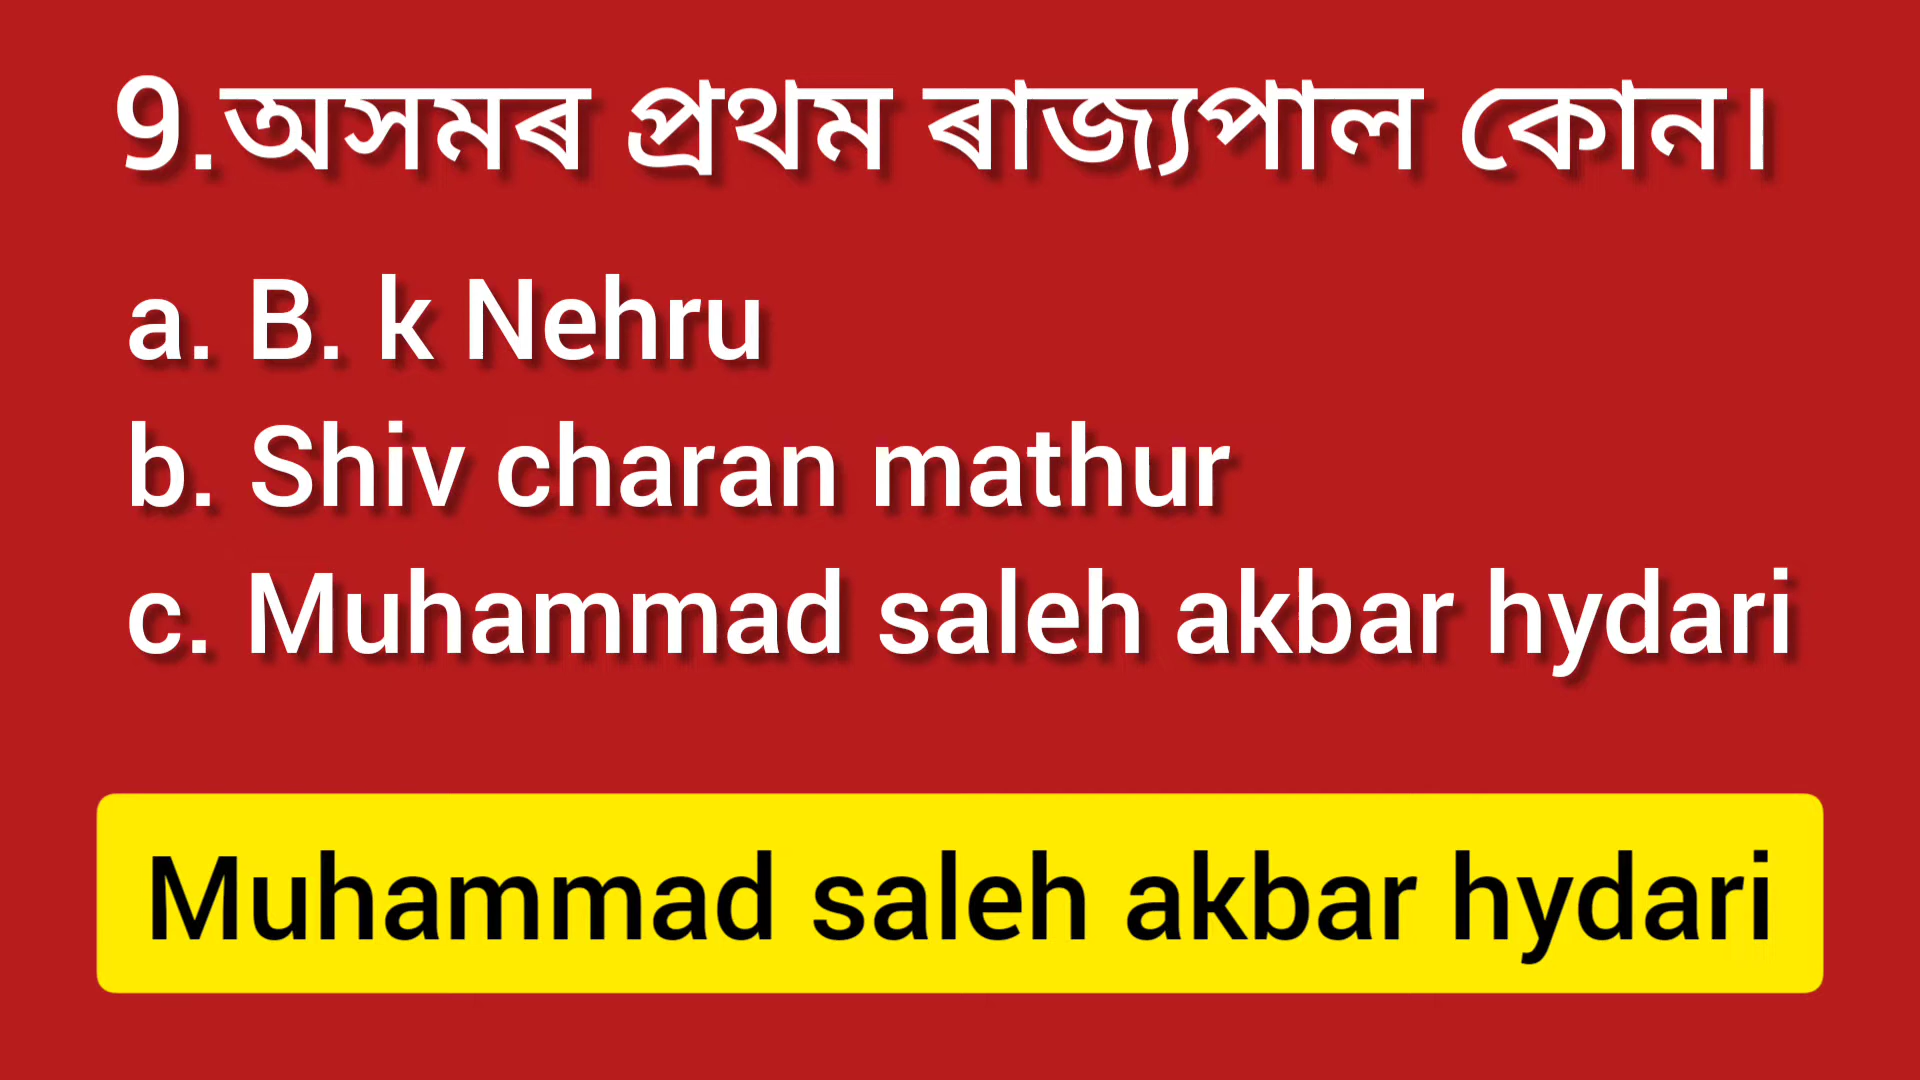 9.অসমৰ প্ৰথম ৰাজ্যপাল কোন।
a. B. k Nehru
b. Shiv charan mathur
c. Muhammad saleh akbar hydari
Muhammad saleh akbar hydari